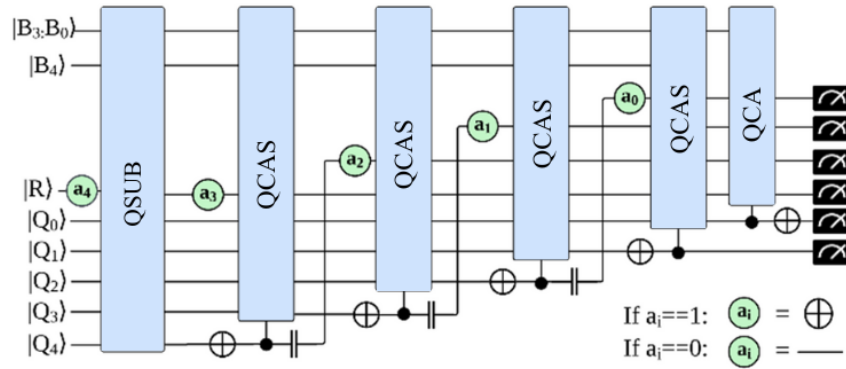 |B₃:B₀⟩
|B₄⟩
|R⟩
|Q₀⟩
|Q₁⟩
|Q₂⟩
|Q₃⟩
|Q₄⟩
a₄
QSUB
a₃
QCAS
a₂
QCAS
a₁
QCAS
a₀
QCAS
QCA
If aᵢ==1: aᵢ = ⊕
If aᵢ==0: aᵢ = —